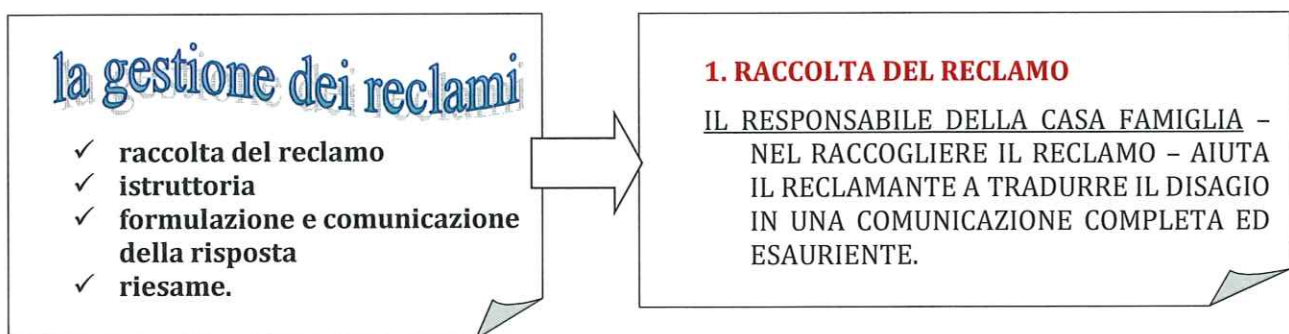 la gestione dei reclami
✓ raccolta del reclamo
✓ istruttoria
✓ formulazione e comunicazione
della risposta
✓ riesame.
1. RACCOLTA DEL RECLAMO
IL RESPONSABILE DELLA CASA FAMIGLIA –
NEL RACCOGLIERE IL RECLAMO – AIUTA
IL RECLAMANTE A TRADURRE IL DISAGIO
IN UNA COMUNICAZIONE COMPLETA ED
ESAURIENTE.